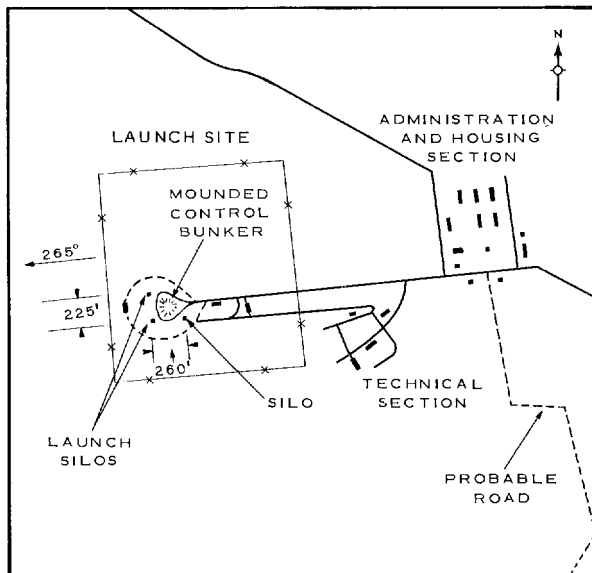 N
ADMINISTRATION
AND HOUSING
SECTION
LAUNCH SITE
MOUNDED
CONTROL
BUNKER
265°
225'
260'
SILO
TECHNICAL
SECTION
LAUNCH
SILOS
PROBABLE
ROAD